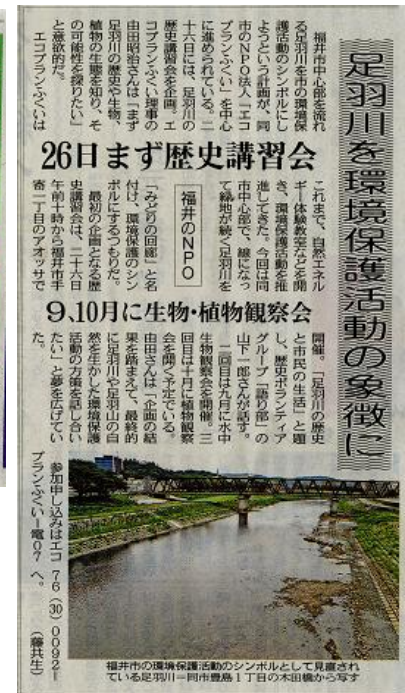 足羽川を環境保護活動の象徴に
福井市中心部を流れ
る足羽川を市の環境保
護活動のシンボルにし
ようという計画が、同
市のNPO法人「エコ
プランふくい」を中心
に進められている。二
十六日には、足羽川の
歴史講習会を企画。エ
コプランふくい理事の
由田昭治さんは「まず
足羽川の歴史や生物、
植物の生態を知り、そ
の可能性を探りたい」
と意欲的だ。
エコプランふくいは
26日まず歴史講習会
これまで、自然エネル
ギー体験教室などを開
き、環境保護活動を推
進してきた。今回は同
市中心部で、線になっ
て緑地が続く足羽川を
福井のNPO
「みどりの回廊」と名
付け、環境保護のシン
ボルにするつもりだ。
最初の企画となる歴
史講習会は、二十六日
午前十時から福井市手
寄一丁目のアオッサで
9、10月に生物・植物観察会
開催。「足羽川の歴史
と市民の生活」と題
し、歴史ボランティア
グループ「語り部」の
山下一郎さんが話す。
二回目は九月に水中
生物観察会を開催。三
回目は十月に植物観察
会を開く予定でいる。
由田さんは「企画の結
果を踏まえて、最終的
に足羽川や足羽山の自
然を生かした環境保護
活動の方策を話し合い
たい」と夢を広げてい
た。
参加申し込みはエコ
プランふくい=電0７
76（30）0092=
へ。
（藤共生）
福井市の環境保護活動のシンボルとして見直され
ている足羽川=同市豊島1丁目の木田橋から写す